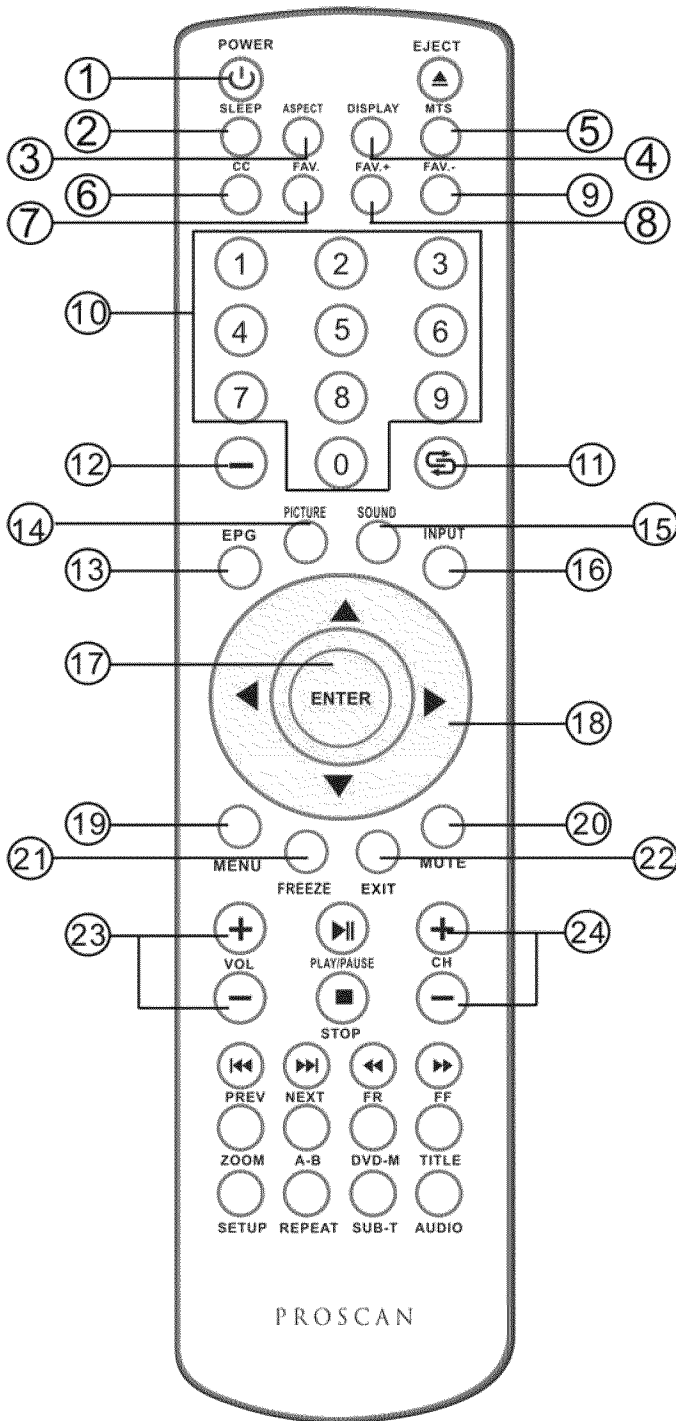 POWER EJECT
①
SLEEP ASPECT DISPLAY MTS
② ⑤
③ ④
CC FAV. FAV.+ FAV.-
⑥ ⑨
⑦ ⑧
1 2 3
⑩
4 5 6
7 8 9
⑫ 0 ⑪
PICTURE SOUND
⑭ ⑮
EPG INPUT
⑬ ⑯
⑰
ENTER
⑱
⑲ ⑳
MENU MUTE
㉑ ㉒
FREEZE EXIT
㉓ + + ㉔
VOL PLAY/PAUSE CH
STOP
PREV NEXT FR FF
ZOOM A-B DVD-M TITLE
SETUP REPEAT SUB-T AUDIO
PROSCAN